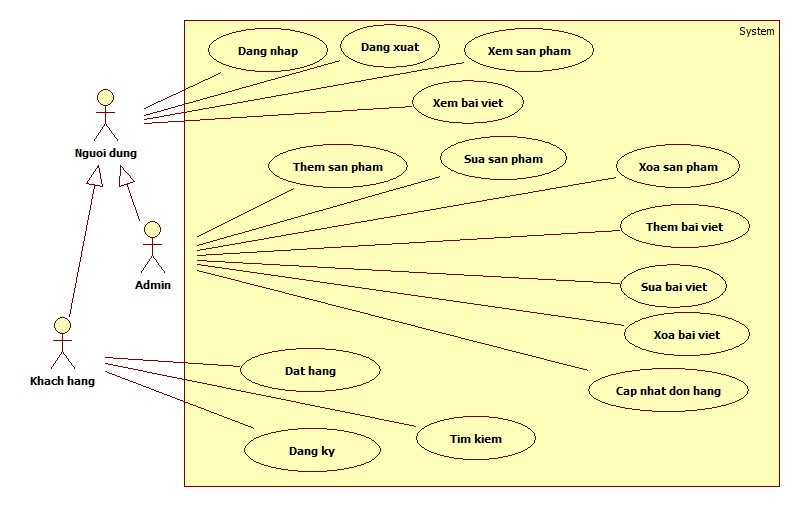 System
Dang nhap
Dang xuat
Xem san pham
Xem bai viet
Nguoi dung
Them san pham
Sua san pham
Xoa san pham
Them bai viet
Admin
Sua bai viet
Xoa bai viet
Khach hang
Dat hang
Cap nhat don hang
Tim kiem
Dang ky